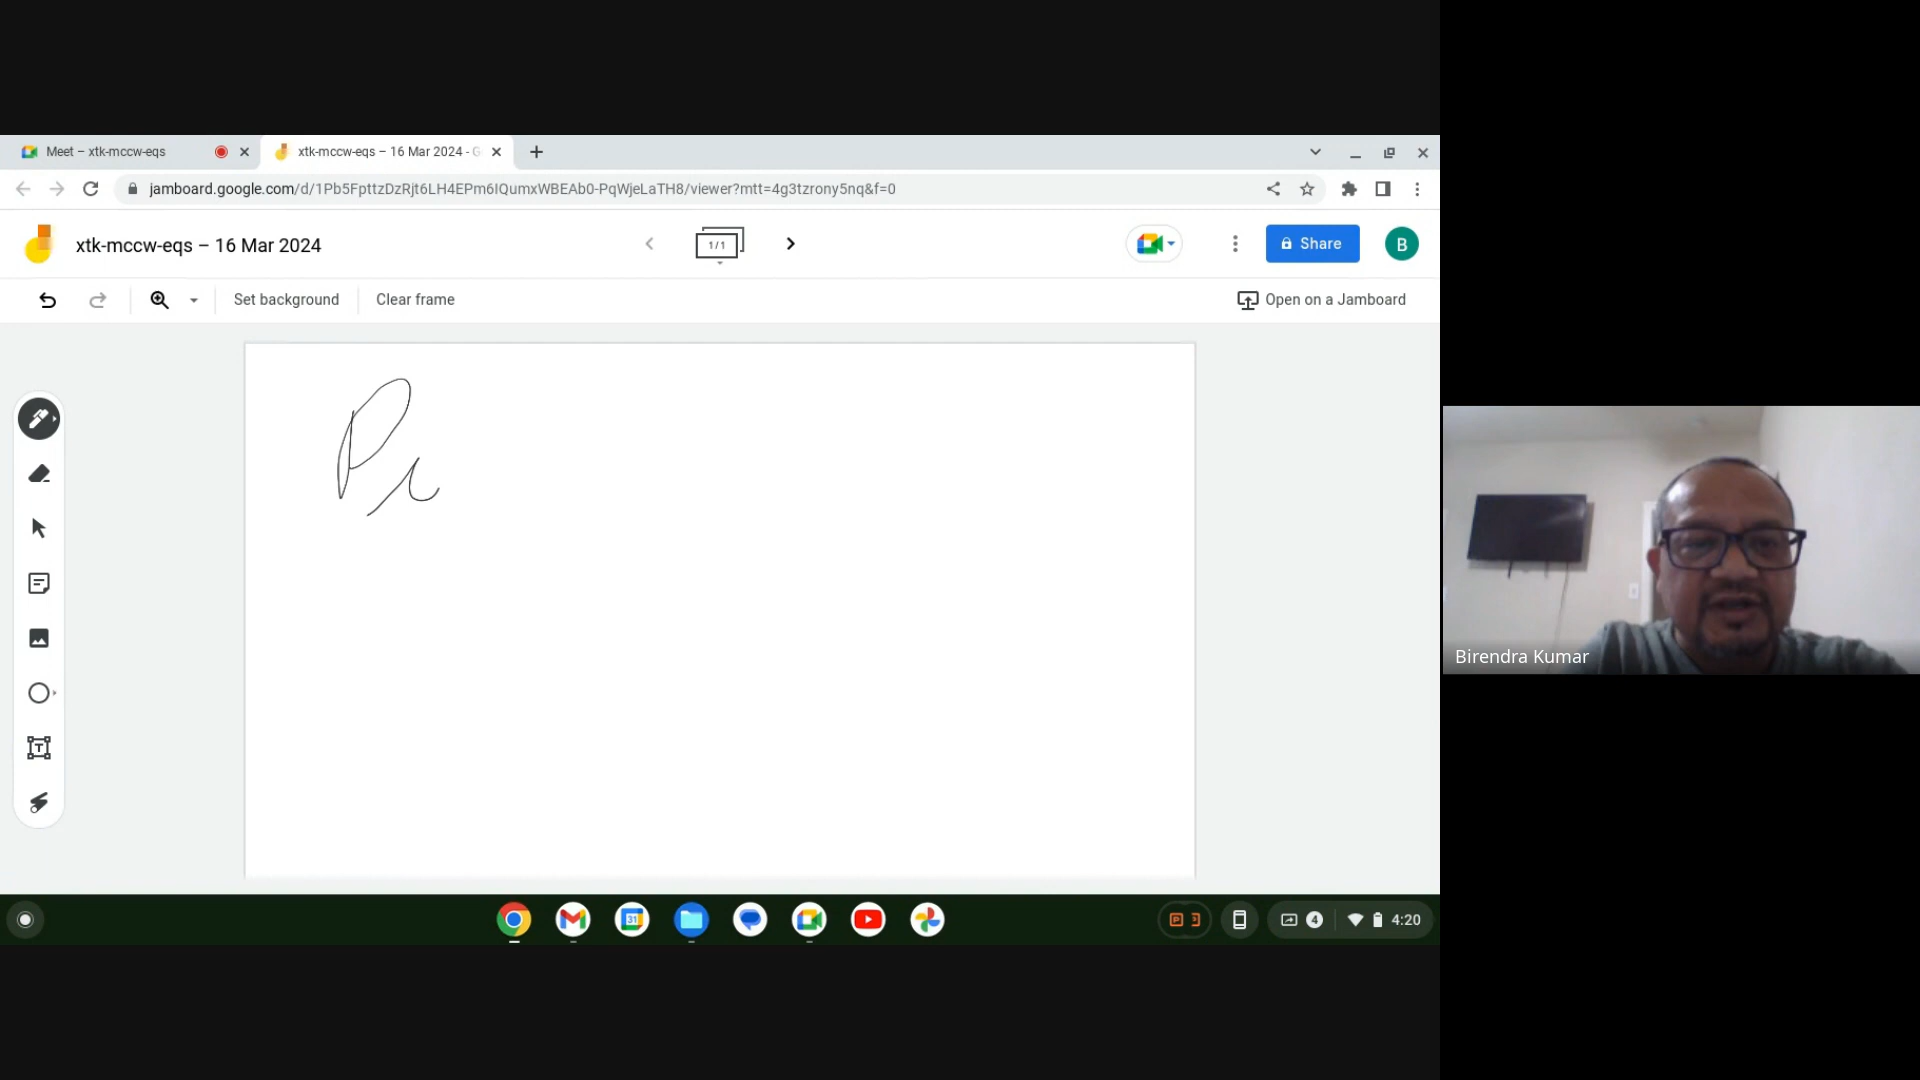 Meet – xtk-mccw-eqs
xtk-mccw-eqs – 16 Mar 2024 - G
jamboard.google.com/d/1Pb5FpttzDzRjt6LH4EPm6IQumxWBEAb0-PqWjeLaTH8/viewer?mtt=4g3tzrony5nq&f=0
xtk-mccw-eqs – 16 Mar 2024
1/1
Share
B
Set background
Clear frame
Open on a Jamboard
Birendra Kumar
31
4
4:20